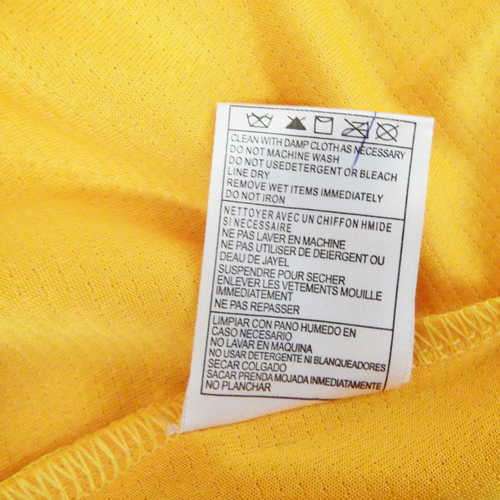 CLEAN WITH DAMP CLOTH AS NECESSARY
DO NOT MACHINE WASH
DO NOT USEDETERGENT OR BLEACH
LINE DRY
REMOVE WET ITEMS IMMEDIATELY
DO NOT IRON
NETTOYER AVEC UN CHIFFON HMIDE
SI NECESSAIRE
NE PAS LAVER EN MACHINE
NE PAS UTILISER DE DEIERGENT OU
DEAU DE JAYEL
SUSPENDRE POUR SECHER
ENLEVER LES VETEMENTS MOUILLE
IMMEDIATEMENT
NE PAS REPASSER
LIMPIAR CON PANO HUMEDO EN
CASO NECESARIO
NO LAVAR EN MAQUINA
NO USAR DETERGENTE NI BLANQUEADORES
SECAR COLGADO
SACAR PRENDA MOJADA INMEDIATAMENTE
NO PLANCHAR